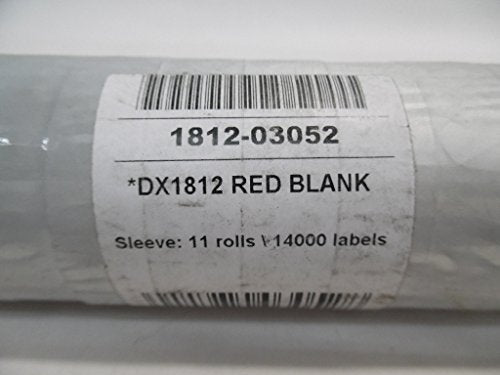 1812-03052
*DX1812 RED BLANK
Sleeve: 11 rolls \ 14000 labels